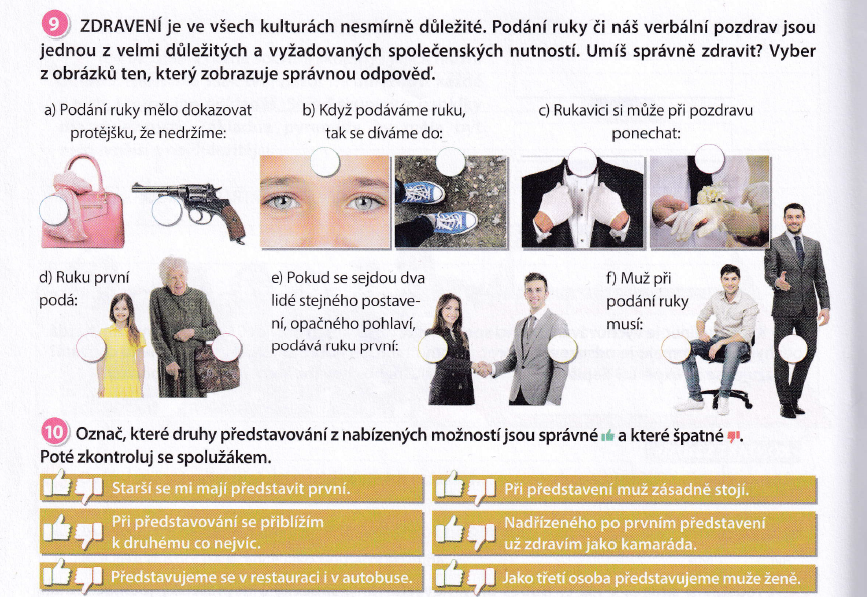 9 ZDRAVENÍ je ve všech kulturách nesmírně důležité. Podání ruky či náš verbální pozdrav jsou
jednou z velmi důležitých a vyžadovaných společenských nutností. Umíš správně zdravit? Vyber
z obrázků ten, který zobrazuje správnou odpověď.
a) Podání ruky mělo dokazovat
protějšku, že nedržíme:
b) Když podáváme ruku,
tak se díváme do:
c) Rukavici si může při pozdravu
ponechat:
d) Ruku první
podá:
e) Pokud se sejdou dva
lidé stejného postave-
ní, opačného pohlaví,
podává ruku první:
f) Muž při
podání ruky
musí:
10 Označ, které druhy představování z nabízených možností jsou správné a které špatné .
Poté zkontroluj se spolužákem.
Starší se mi mají představit první.
Při představení muž zásadně stojí.
Při představování se přiblížím
k druhému co nejvíc.
Nadřízeného po prvním představení
už zdravím jako kamaráda.
Představujeme se v restauraci i v autobuse.
Jako třetí osoba představujeme muže ženě.